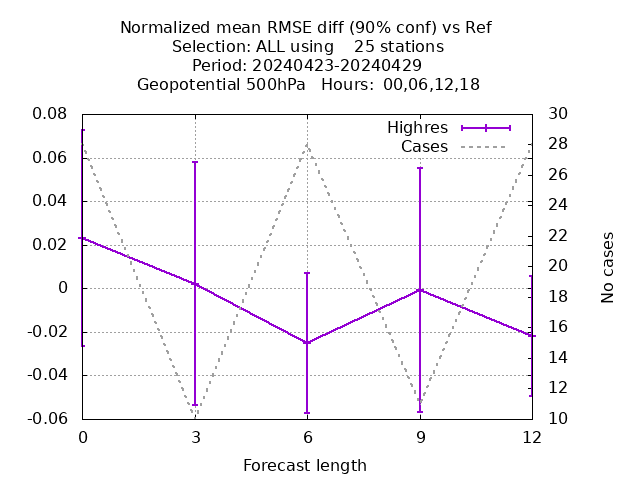 Normalized mean RMSE diff (90% conf) vs Ref
Selection: ALL using    25 stations
Period: 20240423-20240429
Geopotential 500hPa   Hours:  00,06,12,18
Highres
Cases
0.08
0.06
0.04
0.02
0
-0.02
-0.04
-0.06
30
28
26
24
22
20
18
16
14
12
10
No cases
0 3 6 9 12
Forecast length